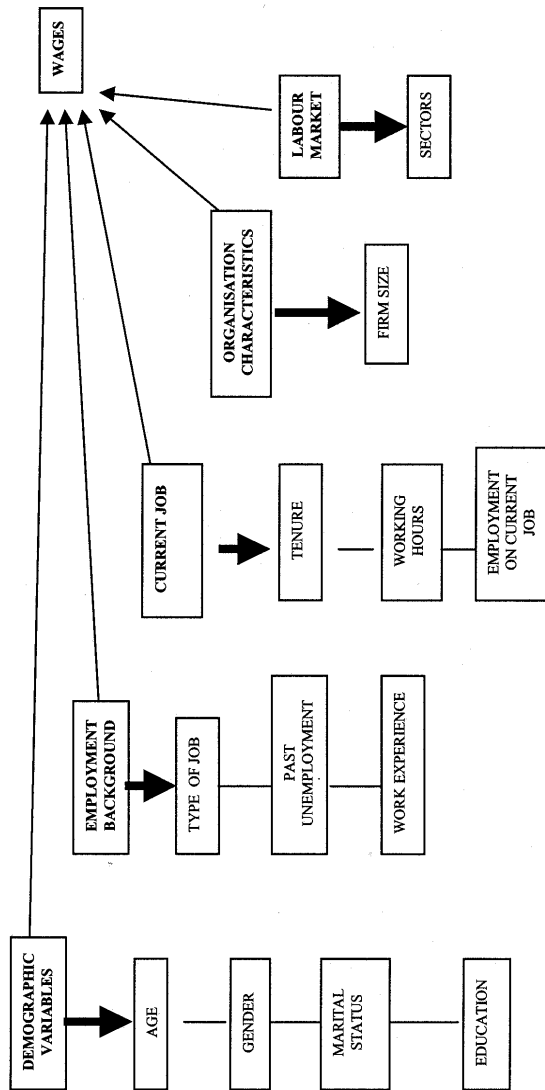 WAGES
DEMOGRAPHIC
VARIABLES
AGE
GENDER
MARITAL
STATUS
EDUCATION
EMPLOYMENT
BACKGROUND
TYPE OF JOB
PAST
UNEMPLOYMENT
WORK EXPERIENCE
CURRENT JOB
TENURE
WORKING
HOURS
EMPLOYMENT
ON CURRENT
JOB
ORGANISATION
CHARACTERISTICS
FIRM SIZE
LABOUR
MARKET
SECTORS